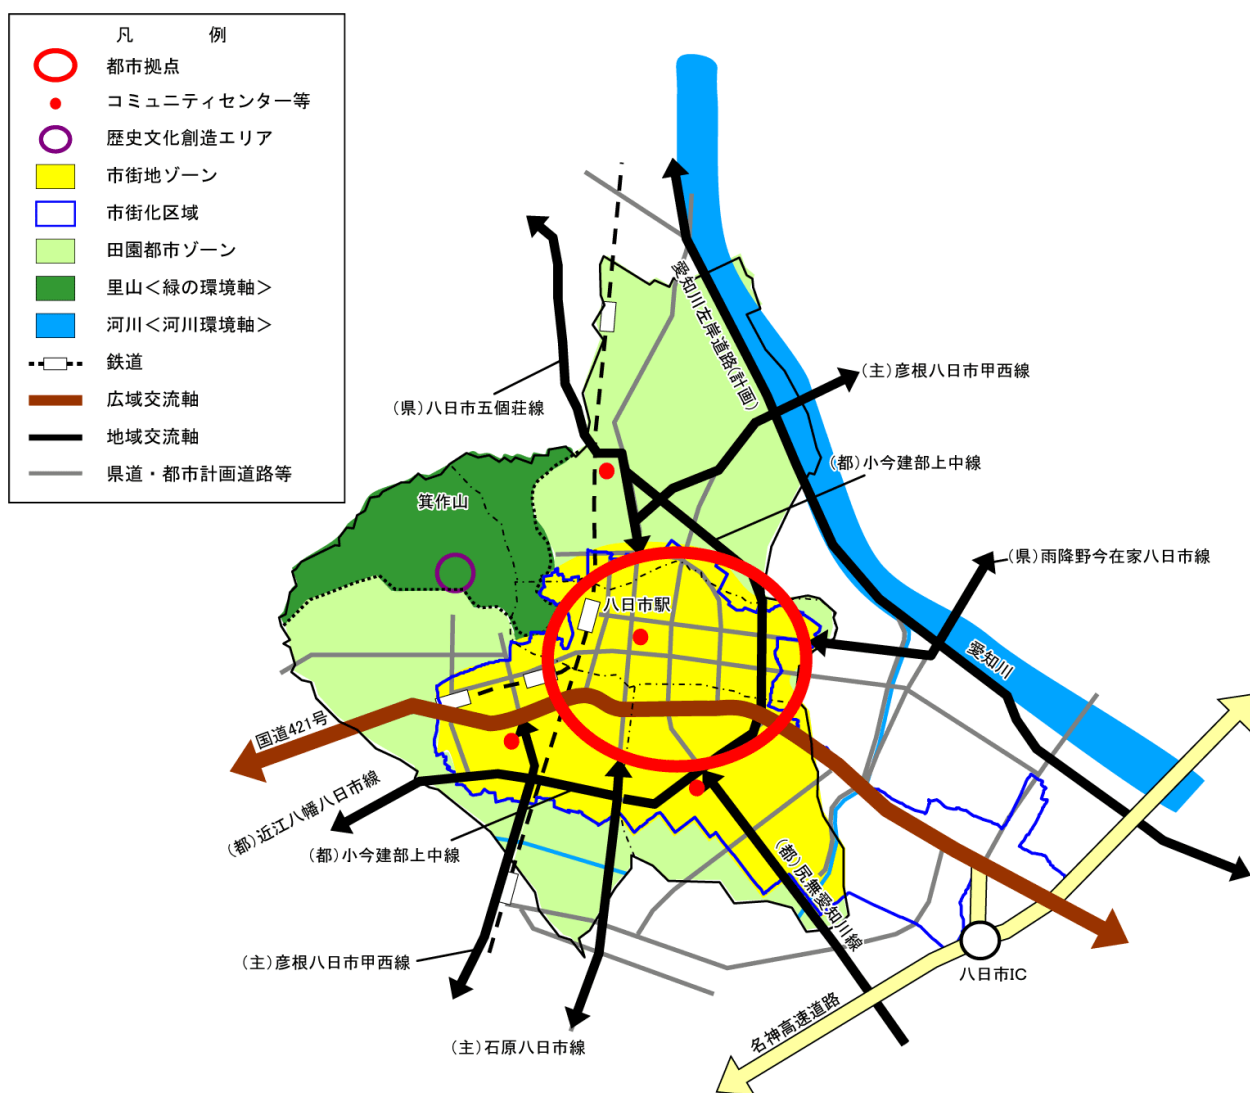 凡 例
都市拠点
コミュニティセンター等
歴史文化創造エリア
市街地ゾーン
市街化区域
田園都市ゾーン
里山<緑の環境軸>
河川<河川環境軸>
鉄道
広域交流軸
地域交流軸
県道・都市計画道路等
愛知川左岸道路(計画)
(主)彦根八日市甲西線
(県)八日市五個荘線
(都)小今建部上中線
箕作山
(県)雨降野今在家八日市線
八日市駅
愛知川
国道421号
(都)近江八幡八日市線
(都)小今建部上中線
(都)尻無愛知川線
(主)彦根八日市甲西線
八日市IC
名神高速道路
(主)石原八日市線